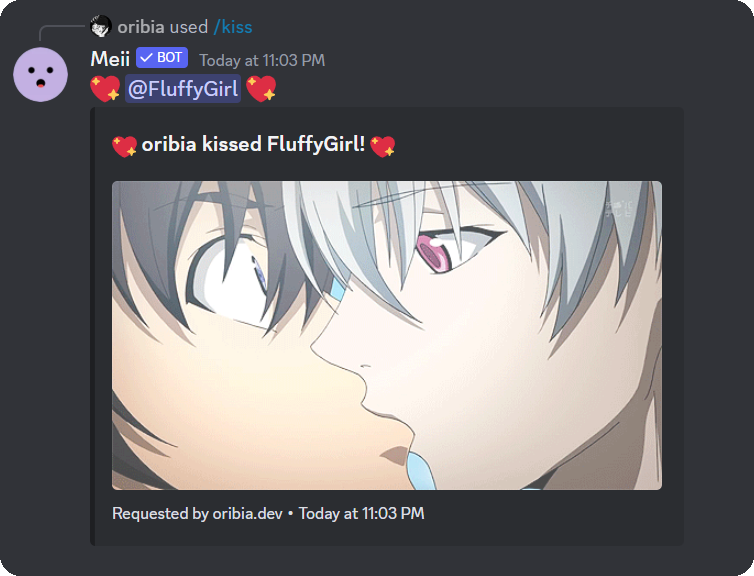 oribia used /kiss
Meii ✓ BOT Today at 11:03 PM
💖 @FluffyGirl 💖
💖 oribia kissed FluffyGirl! 💖
Requested by oribia.dev • Today at 11:03 PM